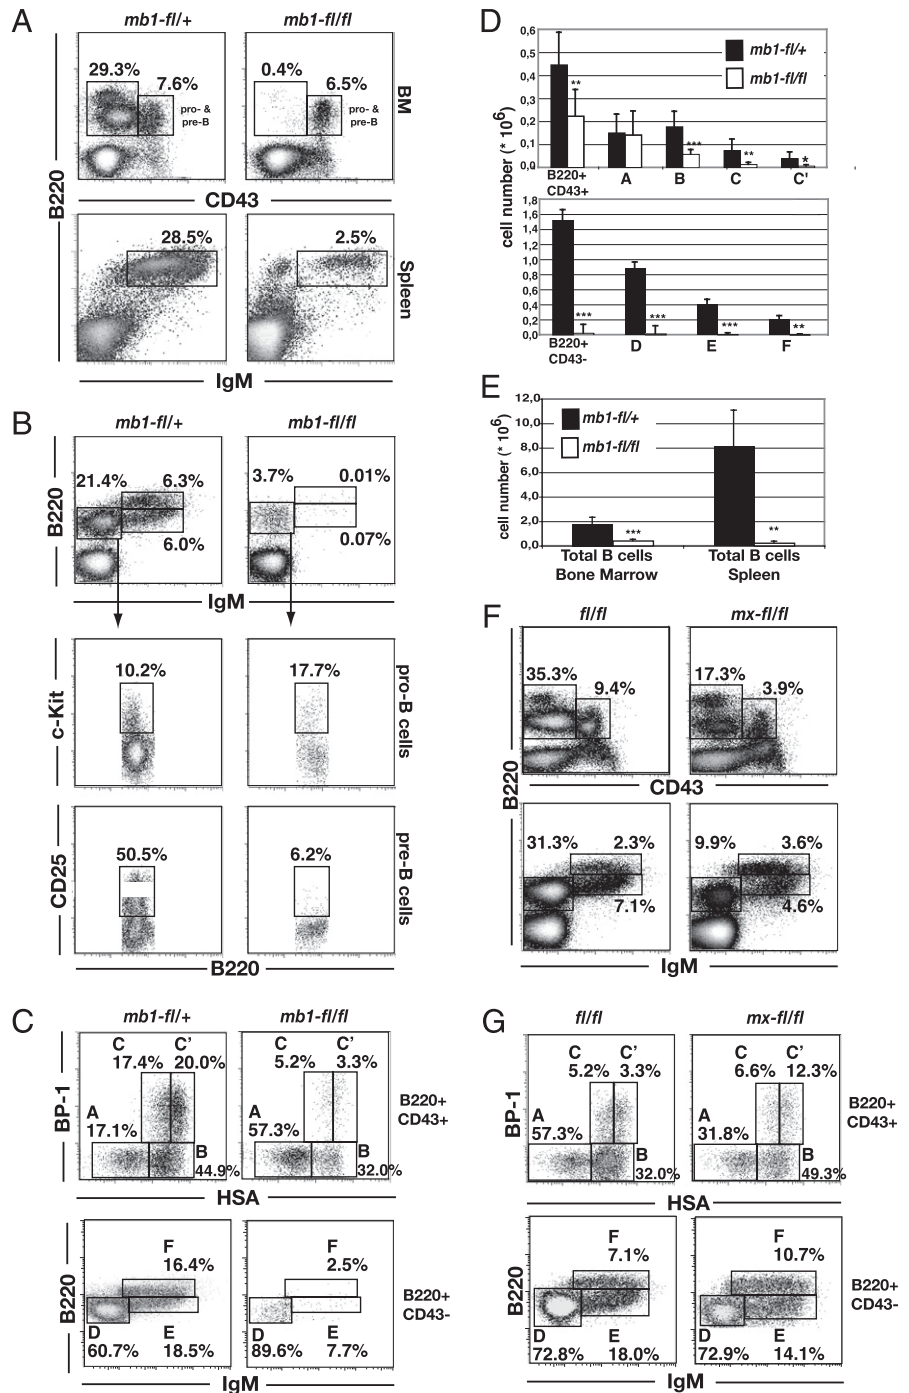 A
mb1-fl/+
mb1-fl/fl
29.3%
7.6%
pro- &
pre-B
0.4%
6.5%
pro- &
pre-B
BM
B220
CD43
28.5%
2.5%
Spleen
IgM
B
mb1-fl/+
mb1-fl/fl
21.4%
6.3%
6.0%
3.7%
0.01%
0.07%
B220
IgM
c-Kit
10.2%
17.7%
pro-B cells
CD25
50.5%
6.2%
pre-B cells
B220
C
mb1-fl/+
mb1-fl/fl
BP-1
C
C'
17.4%
20.0%
A
17.1%
B
44.9%
C
C'
5.2%
3.3%
A
57.3%
B
32.0%
B220+
CD43+
HSA
B220
F
16.4%
D
E
60.7%
18.5%
F
2.5%
D
E
89.6%
7.7%
B220+
CD43-
IgM
D
cell number (* 10^6)
0,6
0,5
0,4
0,3
0,2
0,1
0,0
mb1-fl/+
mb1-fl/fl
**
***
**
*
B220+
CD43+
A
B
C
C'
1,8
1,6
1,4
1,2
1,0
0,8
0,6
0,4
0,2
0,0
***
***
***
**
B220+
CD43-
D
E
F
E
cell number (* 10^6)
12,0
10,0
8,0
6,0
4,0
2,0
0,0
mb1-fl/+
mb1-fl/fl
***
**
Total B cells
Bone Marrow
Total B cells
Spleen
F
fl/fl
mx-fl/fl
35.3%
9.4%
17.3%
3.9%
B220
CD43
31.3%
2.3%
7.1%
9.9%
3.6%
4.6%
IgM
G
fl/fl
mx-fl/fl
BP-1
C
C'
5.2%
3.3%
A
57.3%
B
32.0%
C
C'
6.6%
12.3%
A
31.8%
B
49.3%
B220+
CD43+
HSA
B220
F
7.1%
D
E
72.8%
18.0%
F
10.7%
D
E
72.9%
14.1%
B220+
CD43-
IgM